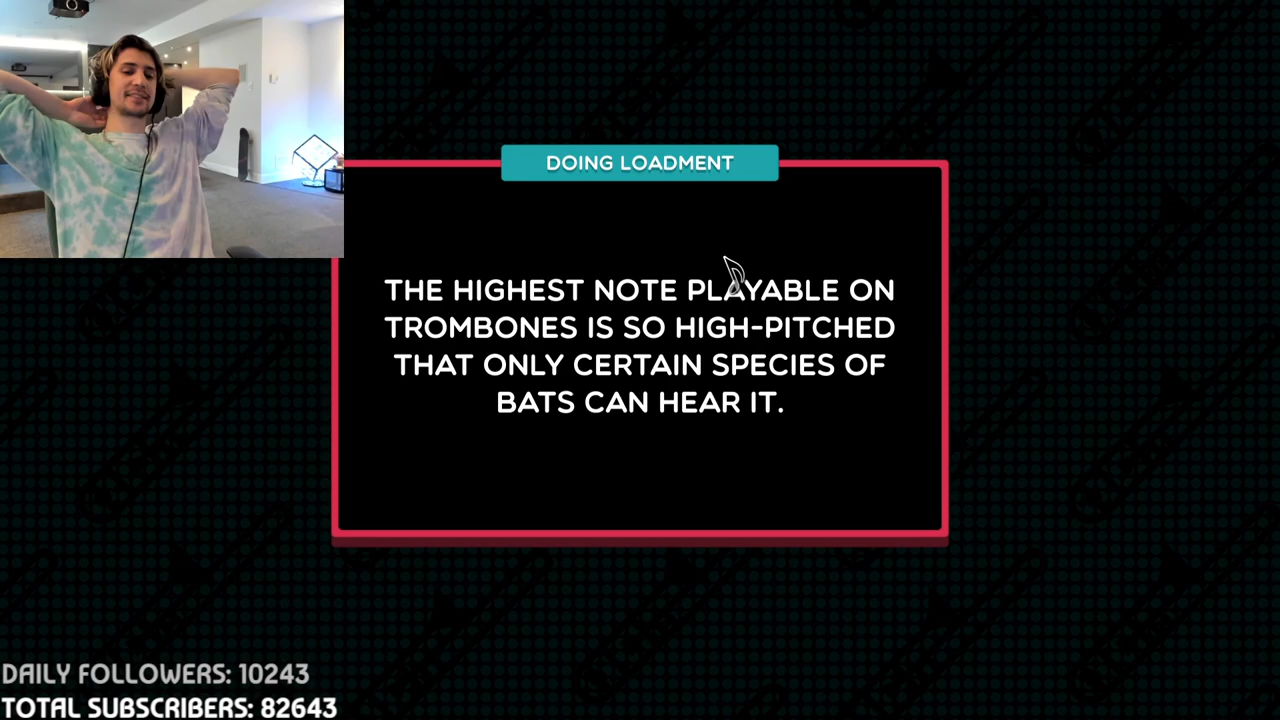 DOING LOADMENT
THE HIGHEST NOTE PLAYABLE ON
TROMBONES IS SO HIGH-PITCHED
THAT ONLY CERTAIN SPECIES OF
BATS CAN HEAR IT.
DAILY FOLLOWERS: 10243
TOTAL SUBSCRIBERS: 82643